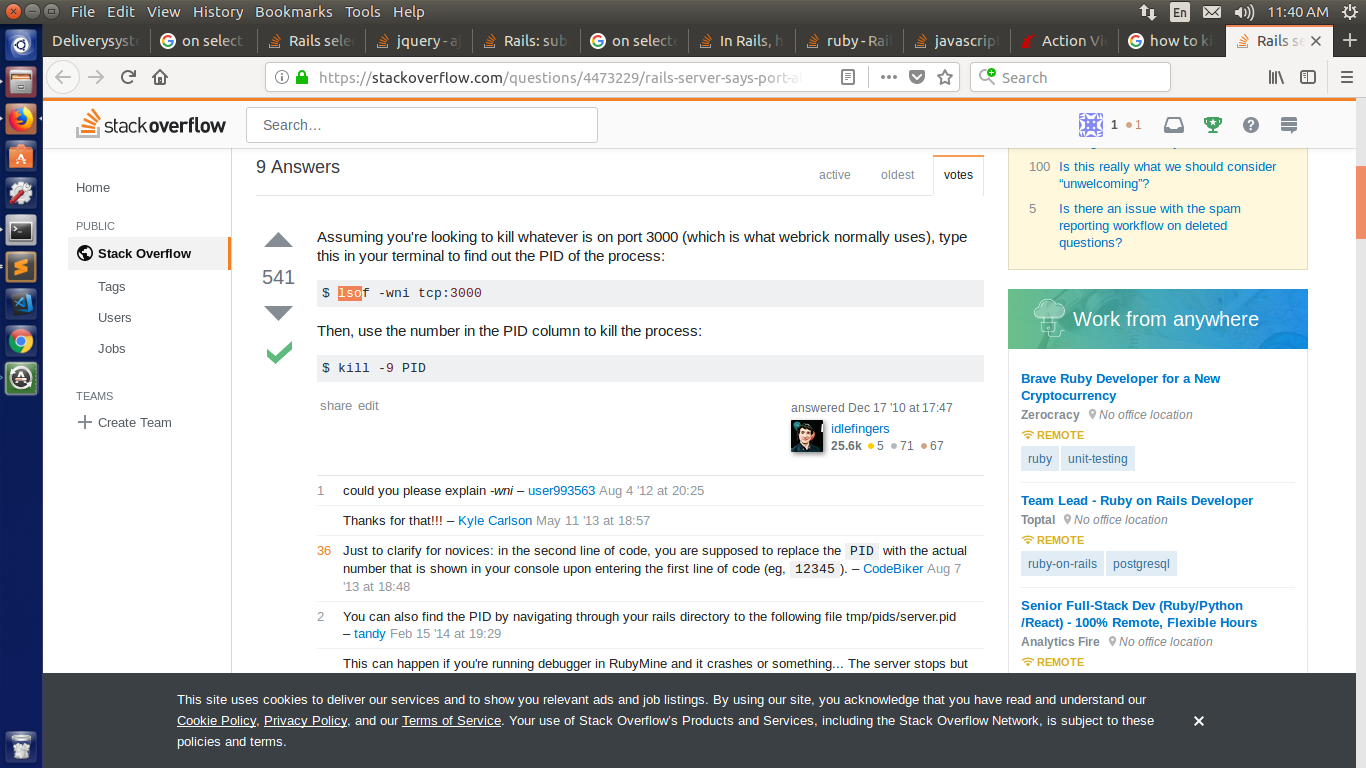 File Edit View History Bookmarks Tools Help
En
11:40 AM
Deliverysyst
on select
Rails sele
jquery - aj
Rails: sub
on selecte
In Rails, h
ruby - Rail
javascript
Action Vi
how to ki
Rails se
https://stackoverflow.com/questions/4473229/rails-server-says-port-al
Search
stackoverflow
Search…
1 1
Home
PUBLIC
Stack Overflow
Tags
Users
Jobs
TEAMS
Create Team
9 Answers
active oldest votes
541
Assuming you're looking to kill whatever is on port 3000 (which is what webrick normally uses), type
this in your terminal to find out the PID of the process:
$ lsof -wni tcp:3000
Then, use the number in the PID column to kill the process:
$ kill -9 PID
share edit
answered Dec 17 '10 at 17:47
idlefingers
25.6k 5 71 67
1 could you please explain -wni – user993563 Aug 4 '12 at 20:25
Thanks for that!!! – Kyle Carlson May 11 '13 at 18:57
36 Just to clarify for novices: in the second line of code, you are supposed to replace the PID with the actual
number that is shown in your console upon entering the first line of code (eg, 12345 ). – CodeBiker Aug 7
'13 at 18:48
2 You can also find the PID by navigating through your rails directory to the following file tmp/pids/server.pid
– tandy Feb 15 '14 at 19:29
This can happen if you're running debugger in RubyMine and it crashes or something... The server stops but
100 Is this really what we should consider
“unwelcoming”?
5 Is there an issue with the spam
reporting workflow on deleted
questions?
Work from anywhere
Brave Ruby Developer for a New
Cryptocurrency
Zerocracy No office location
REMOTE
ruby unit-testing
Team Lead - Ruby on Rails Developer
Toptal No office location
REMOTE
ruby-on-rails postgresql
Senior Full-Stack Dev (Ruby/Python
/React) - 100% Remote, Flexible Hours
Analytics Fire No office location
REMOTE
This site uses cookies to deliver our services and to show you relevant ads and job listings. By using our site, you acknowledge that you have read and understand our
Cookie Policy, Privacy Policy, and our Terms of Service. Your use of Stack Overflow's Products and Services, including the Stack Overflow Network, is subject to these
policies and terms.